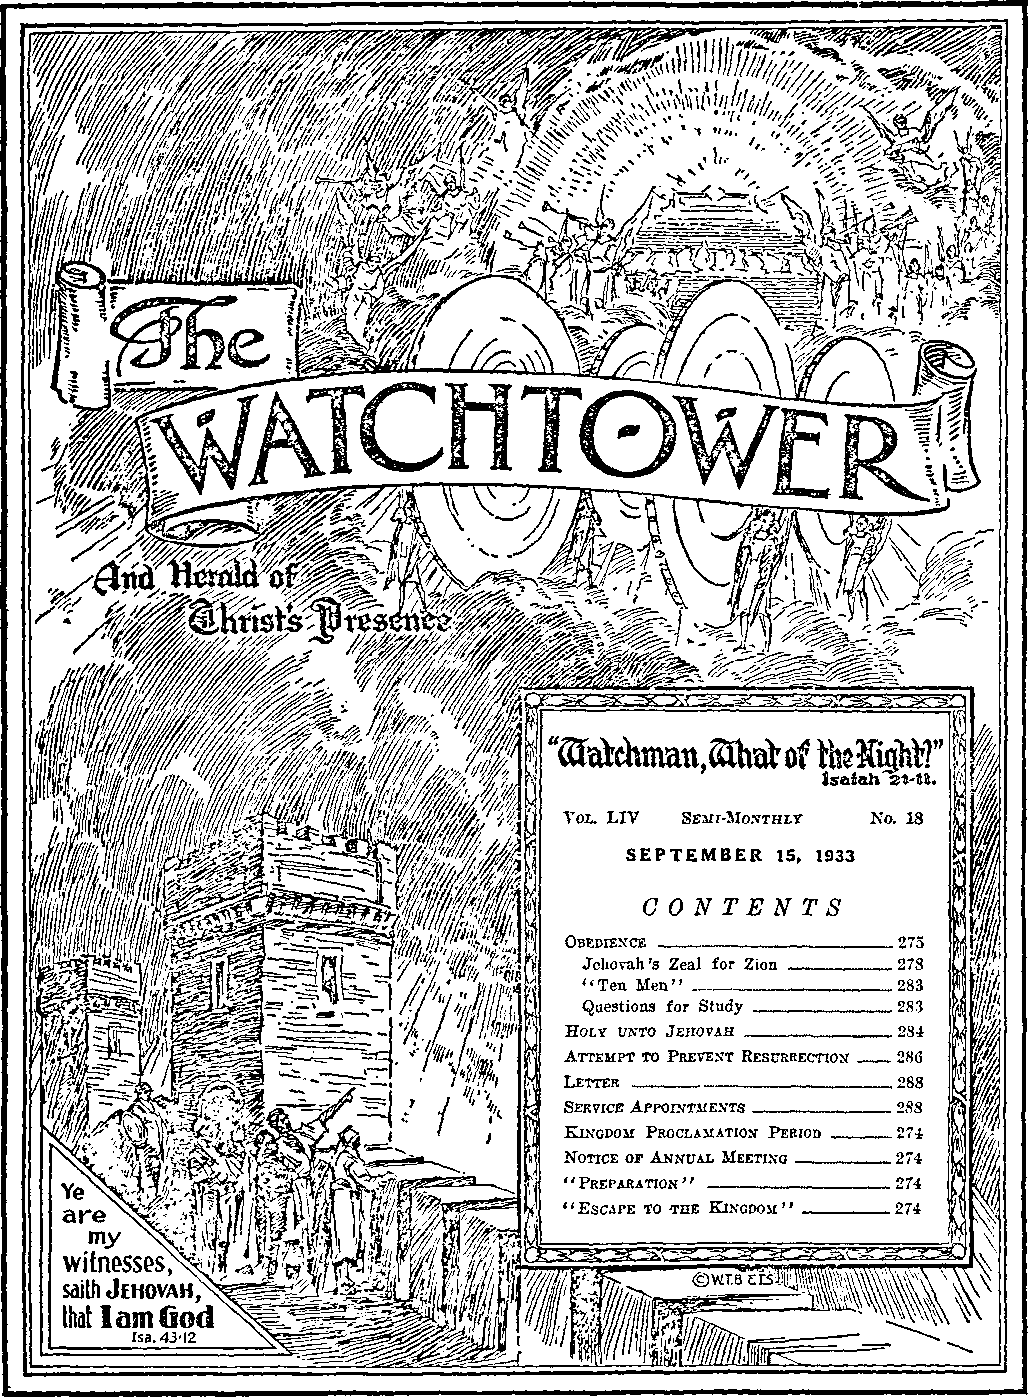 The
WATCHTOWER
And Herald of
Christ's Presence
"Watchman, What of the Night?"
Isaiah 21-11.
VOL. LIV SEMI-MONTHLY No. 18
SEPTEMBER 15, 1933
CONTENTS
OBEDIENCE 275
Jehovah's Zeal for Zion 278
"Ten Men" 283
Questions for Study 283
HOLY UNTO JEHOVAH 284
ATTEMPT TO PREVENT RESURRECTION 286
LETTER 288
SERVICE APPOINTMENTS 288
KINGDOM PROCLAMATION PERIOD 274
NOTICE OF ANNUAL MEETING 274
"PREPARATION" 274
"ESCAPE TO THE KINGDOM" 274
©W.T.B.&T.S.
Ye
are
my
witnesses,
saith JEHOVAH,
that I am God
Isa. 43-12